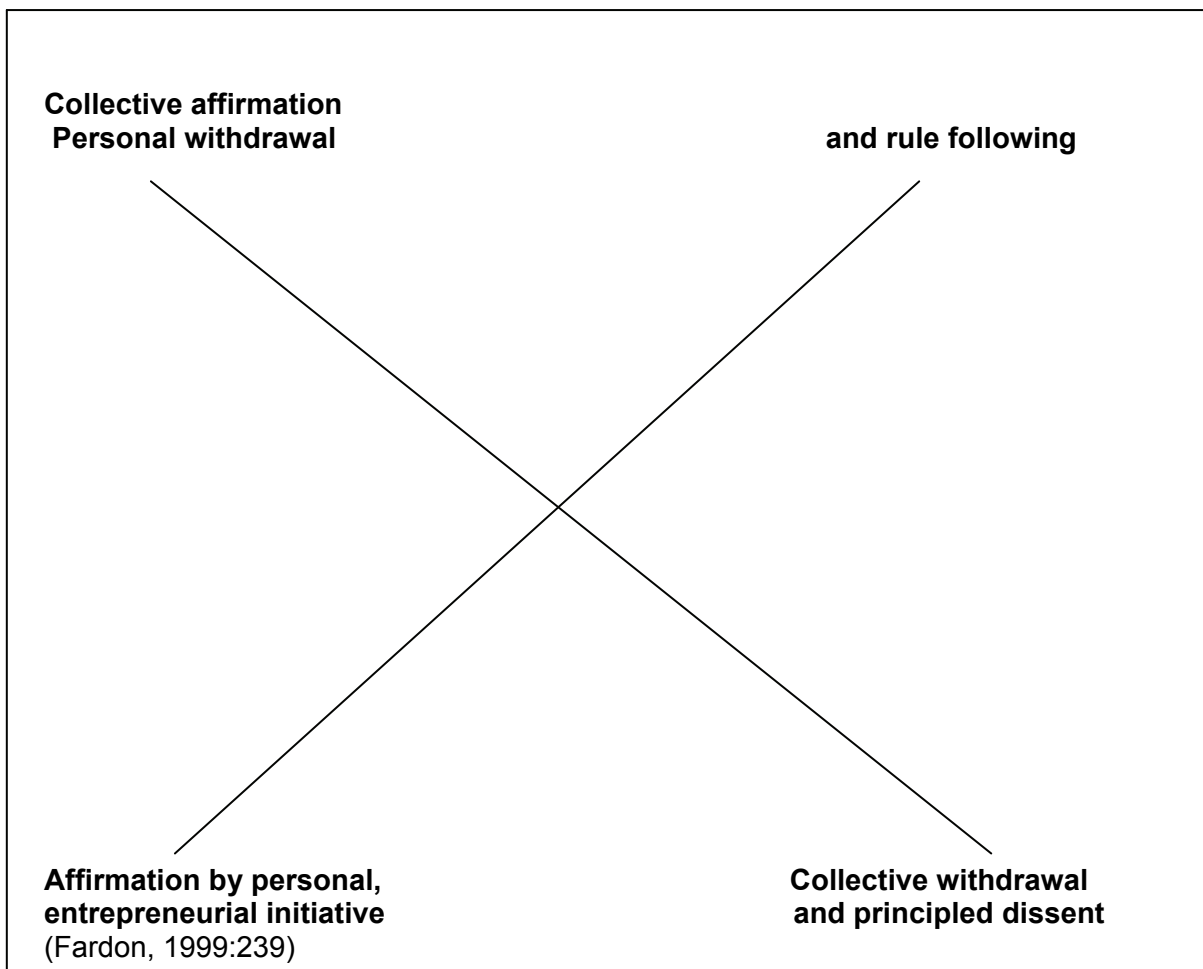 Collective affirmation
Personal withdrawal and rule following
Affirmation by personal,
entrepreneurial initiative
(Fardon, 1999:239)
Collective withdrawal
and principled dissent